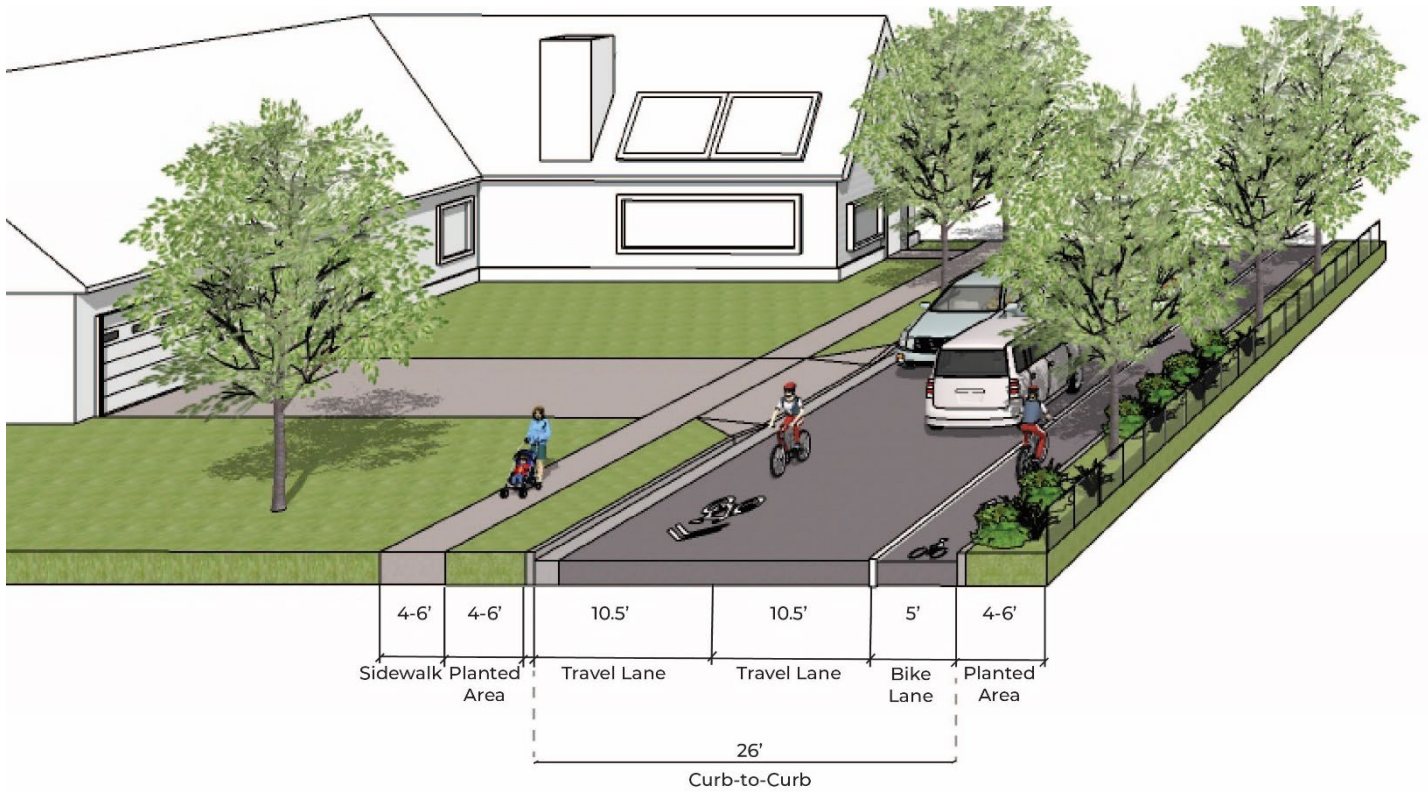 4-6’ 4-6’ 10.5’ 10.5’ 5’ 4-6’
Sidewalk Planted Travel Lane Travel Lane Bike Planted
Area Lane Area
26’
Curb-to-Curb